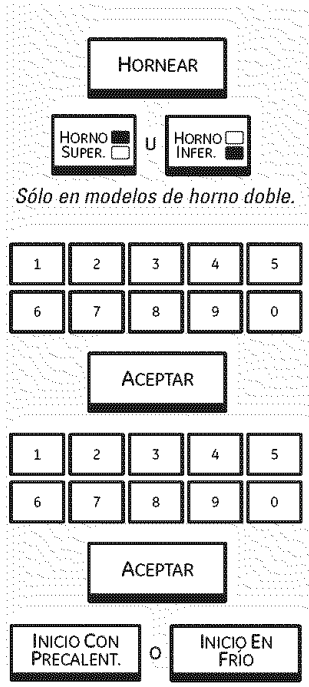 HORNEAR
HORNO
SUPER.
U
HORNO
INFER.
Sólo en modelos de horno doble.
1 2 3 4 5
6 7 8 9 0
ACEPTAR
1 2 3 4 5
6 7 8 9 0
ACEPTAR
INICIO CON
PRECALENT.
O
INICIO EN
FRÍO